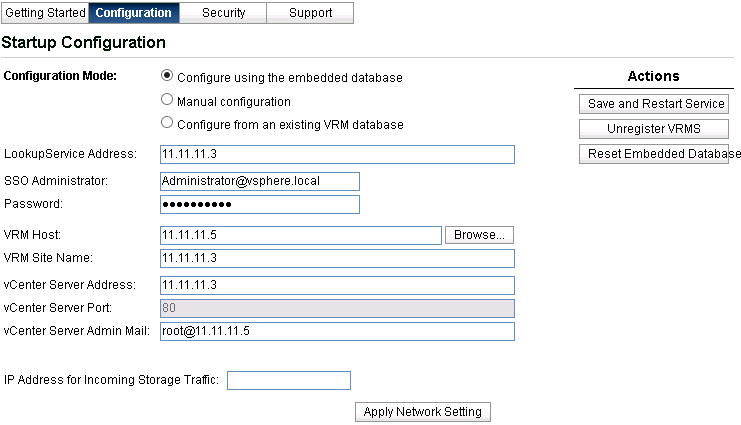 Getting Started Configuration Security Support
Startup Configuration
Configuration Mode: Configure using the embedded database
Manual configuration
Configure from an existing VRM database
Actions
Save and Restart Service
Unregister VRMS
Reset Embedded Database
LookupService Address: 11.11.11.3
SSO Administrator: Administrator@vsphere.local
Password: ●●●●●●●●●●
VRM Host: 11.11.11.5 Browse...
VRM Site Name: 11.11.11.3
vCenter Server Address: 11.11.11.3
vCenter Server Port: 80
vCenter Server Admin Mail: root@11.11.11.5
IP Address for Incoming Storage Traffic:
Apply Network Setting